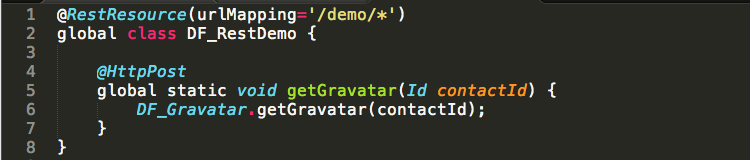 1 @RestResource(urlMapping='/demo/*')
2 global class DF_RestDemo {
3
4     @HttpPost
5     global static void getGravatar(Id contactId) {
6         DF_Gravatar.getGravatar(contactId);
7     }
8 }